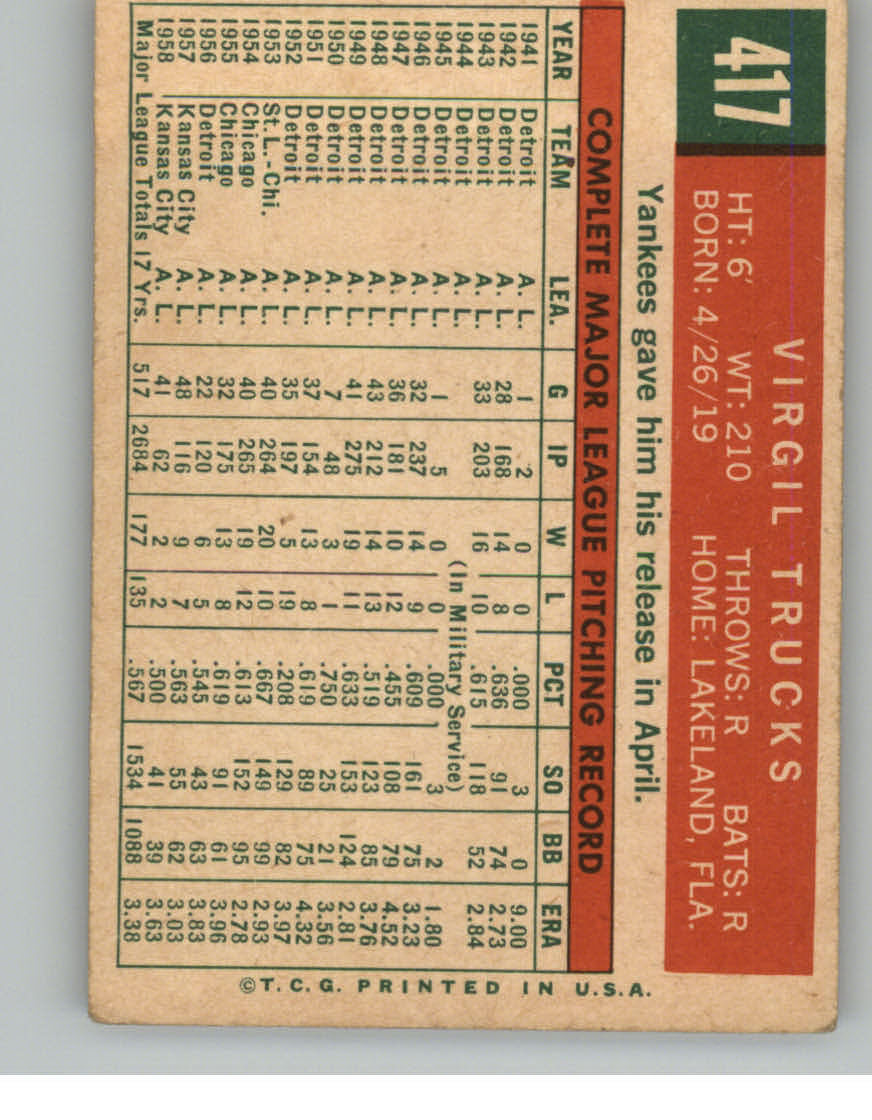 417
VIRGIL TRUCKS
HT: 6' WT: 210 THROWS: R BATS: R
BORN: 4/26/19 HOME: LAKELAND, FLA.
Yankees gave him his release in April.
COMPLETE MAJOR LEAGUE PITCHING RECORD
YEAR TEAM LEA. G IP W L PCT SO BB ERA
1941 Detroit A. L. 1 2 0 0 .000 3 0 9.00
1942 Detroit A. L. 28 168 14 8 .636 91 74 2.73
1943 Detroit A. L. 33 203 16 10 .615 118 52 2.84
1944 Detroit A. L. (In Military Service)
1945 Detroit A. L. 1 5 0 0 .000 3 2 1.80
1946 Detroit A. L. 32 237 14 9 .609 161 75 3.23
1947 Detroit A. L. 36 181 10 12 .455 108 79 4.52
1948 Detroit A. L. 43 212 14 13 .519 123 85 3.76
1949 Detroit A. L. 41 275 19 11 .633 153 124 2.81
1950 Detroit A. L. 7 48 3 1 .750 25 21 3.56
1951 Detroit A. L. 37 154 13 8 .619 89 75 4.32
1952 Detroit A. L. 35 197 5 19 .208 129 82 3.97
1953 St.L.-Chi. A. L. 40 264 20 10 .667 149 99 2.93
1954 Chicago A. L. 40 265 19 12 .613 152 95 2.78
1955 Chicago A. L. 32 175 13 8 .619 91 61 3.96
1956 Detroit A. L. 22 120 6 5 .545 43 63 3.83
1957 Kansas City A. L. 48 116 9 7 .563 55 62 3.03
1958 Kansas City A. L. 41 62 2 2 .500 41 39 3.63
Major League Totals 17 Yrs. 517 2684 177 135 .567 1534 1088 3.38
©T.C.G. PRINTED IN U.S.A.